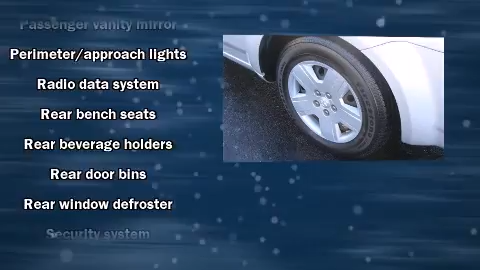 Passenger vanity mirror
Perimeter/approach lights
Radio data system
Rear bench seats
Rear beverage holders
Rear door bins
Rear window defroster
Security system